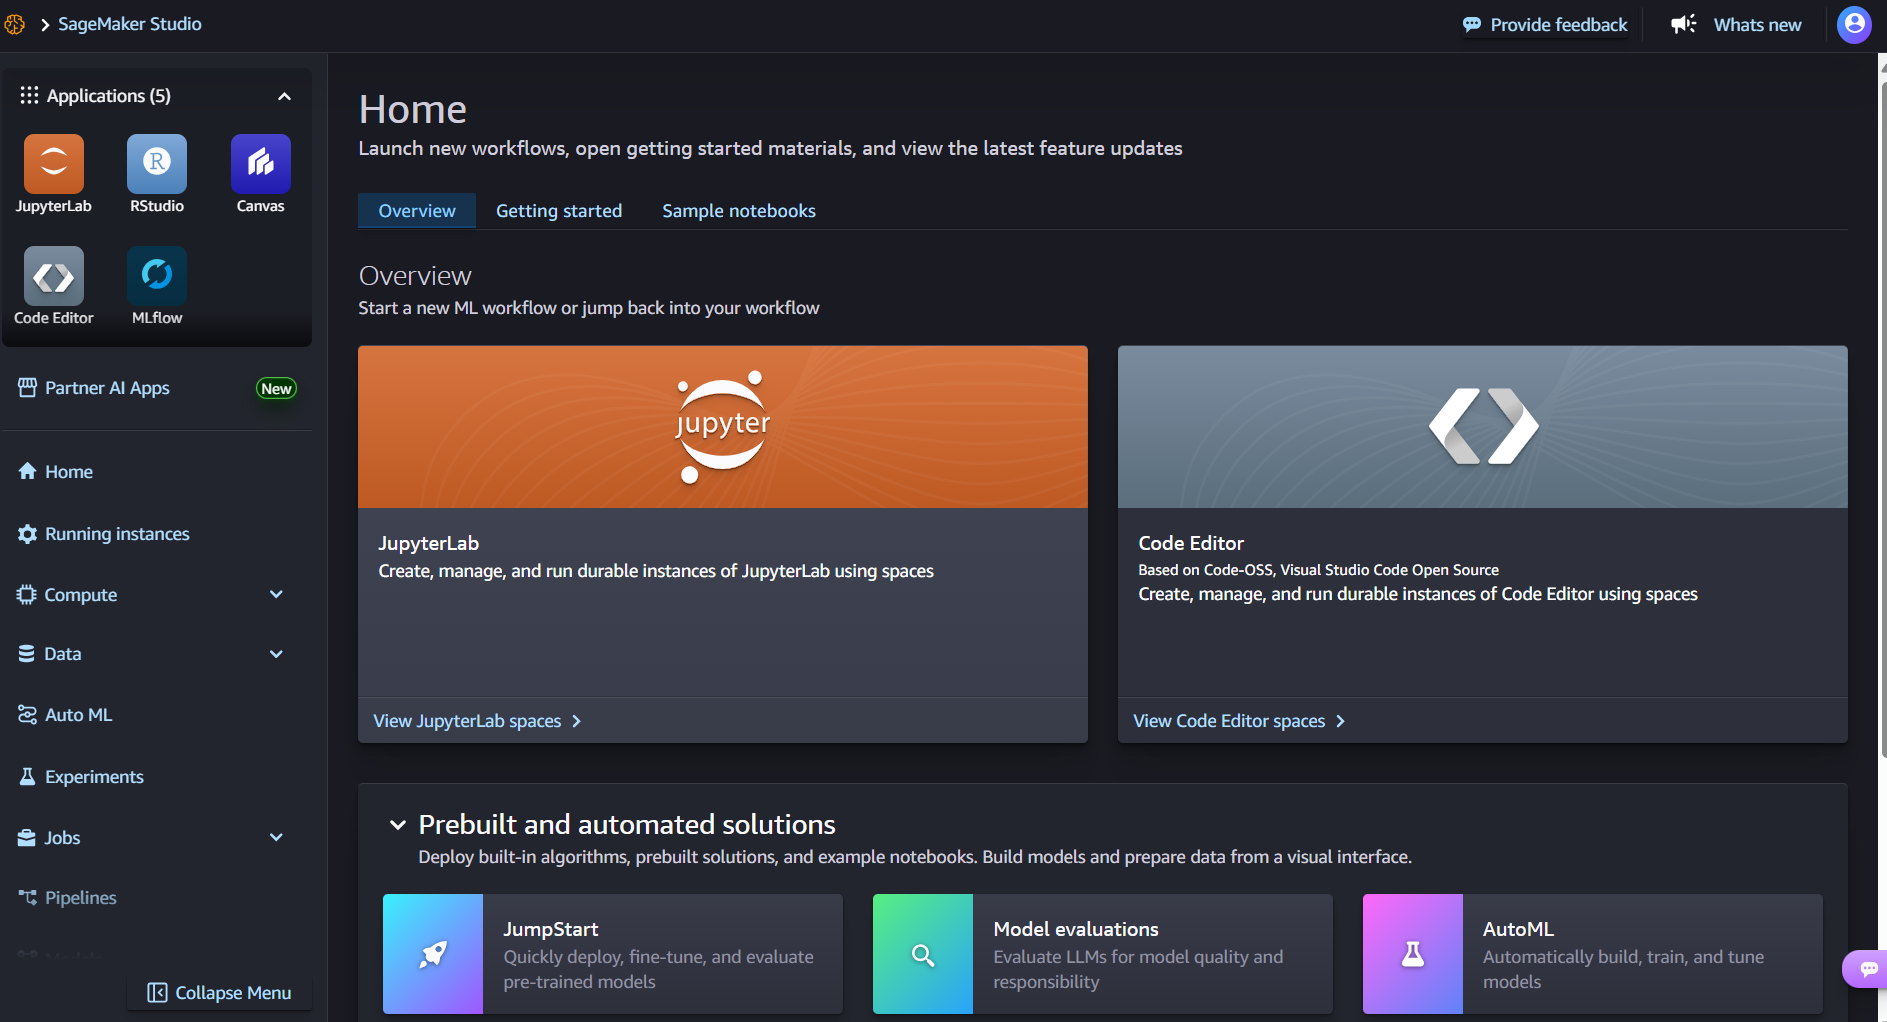 SageMaker Studio
Provide feedback
Whats new
Applications (5)
JupyterLab
RStudio
Canvas
Code Editor
MLflow
Partner AI Apps
New
Home
Running instances
Compute
Data
Auto ML
Experiments
Jobs
Pipelines
Collapse Menu
Home
Launch new workflows, open getting started materials, and view the latest feature updates
Overview
Getting started
Sample notebooks
Overview
Start a new ML workflow or jump back into your workflow
jupyter
JupyterLab
Create, manage, and run durable instances of JupyterLab using spaces
View JupyterLab spaces
Code Editor
Based on Code-OSS, Visual Studio Code Open Source
Create, manage, and run durable instances of Code Editor using spaces
View Code Editor spaces
Prebuilt and automated solutions
Deploy built-in algorithms, prebuilt solutions, and example notebooks. Build models and prepare data from a visual interface.
JumpStart
Quickly deploy, fine-tune, and evaluate
pre-trained models
Model evaluations
Evaluate LLMs for model quality and
responsibility
AutoML
Automatically build, train, and tune
models